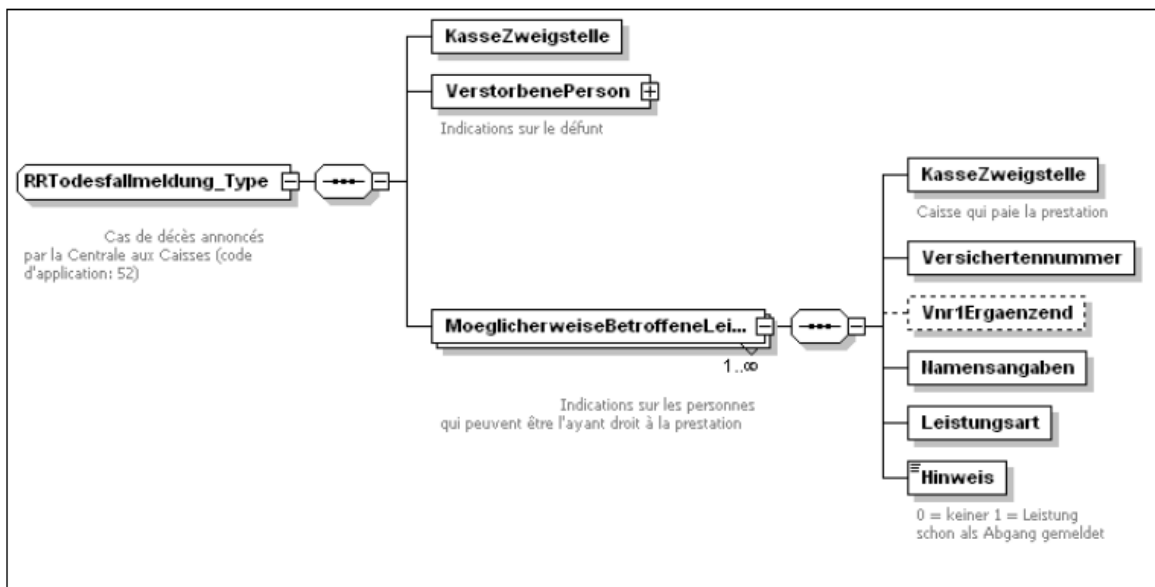 KasseZweigstelle
VerstorbenePerson
Indications sur le défunt
RRTodesfallmeldung_Type
Cas de décès annoncés
par la Centrale aux Caisses (code
d'application: 52)
MoeglicherweiseBetroffeneLei...
1..∞
Indications sur les personnes
qui peuvent être l'ayant droit à la prestation
KasseZweigstelle
Caisse qui paie la prestation
Versichertennummer
Vnr1Ergaenzend
Namensangaben
Leistungsart
Hinweis
0 = keiner 1 = Leistung
schon als Abgang gemeldet